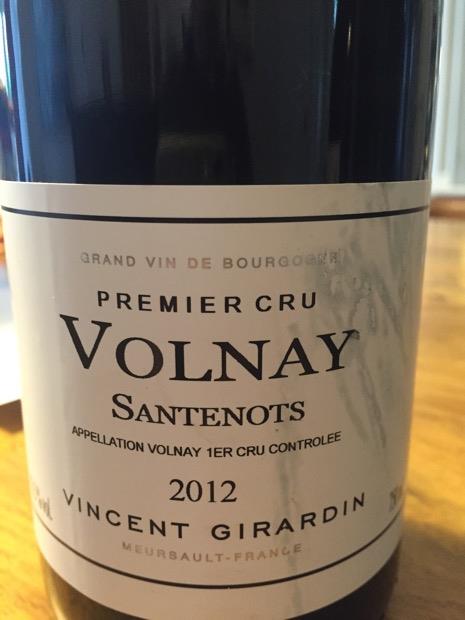 GRAND VIN DE BOURGOGNE
PREMIER CRU
VOLNAY
SANTENOTS
APPELLATION VOLNAY 1ER CRU CONTROLEE
2012
VINCENT GIRARDIN
MEURSAULT-FRANCE